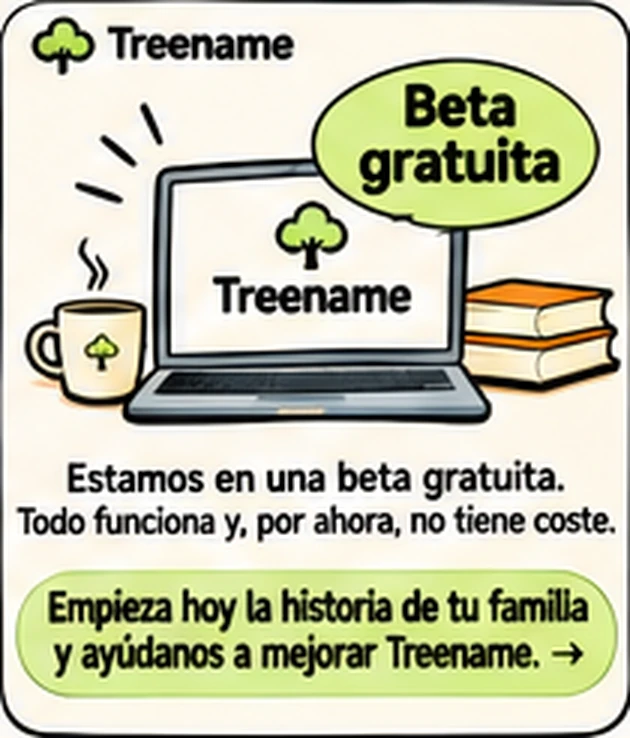 Treename
Beta
gratuita
Treename
Estamos en una beta gratuita.
Todo funciona y, por ahora, no tiene coste.
Empieza hoy la historia de tu familia
y ayúdanos a mejorar Treename. →